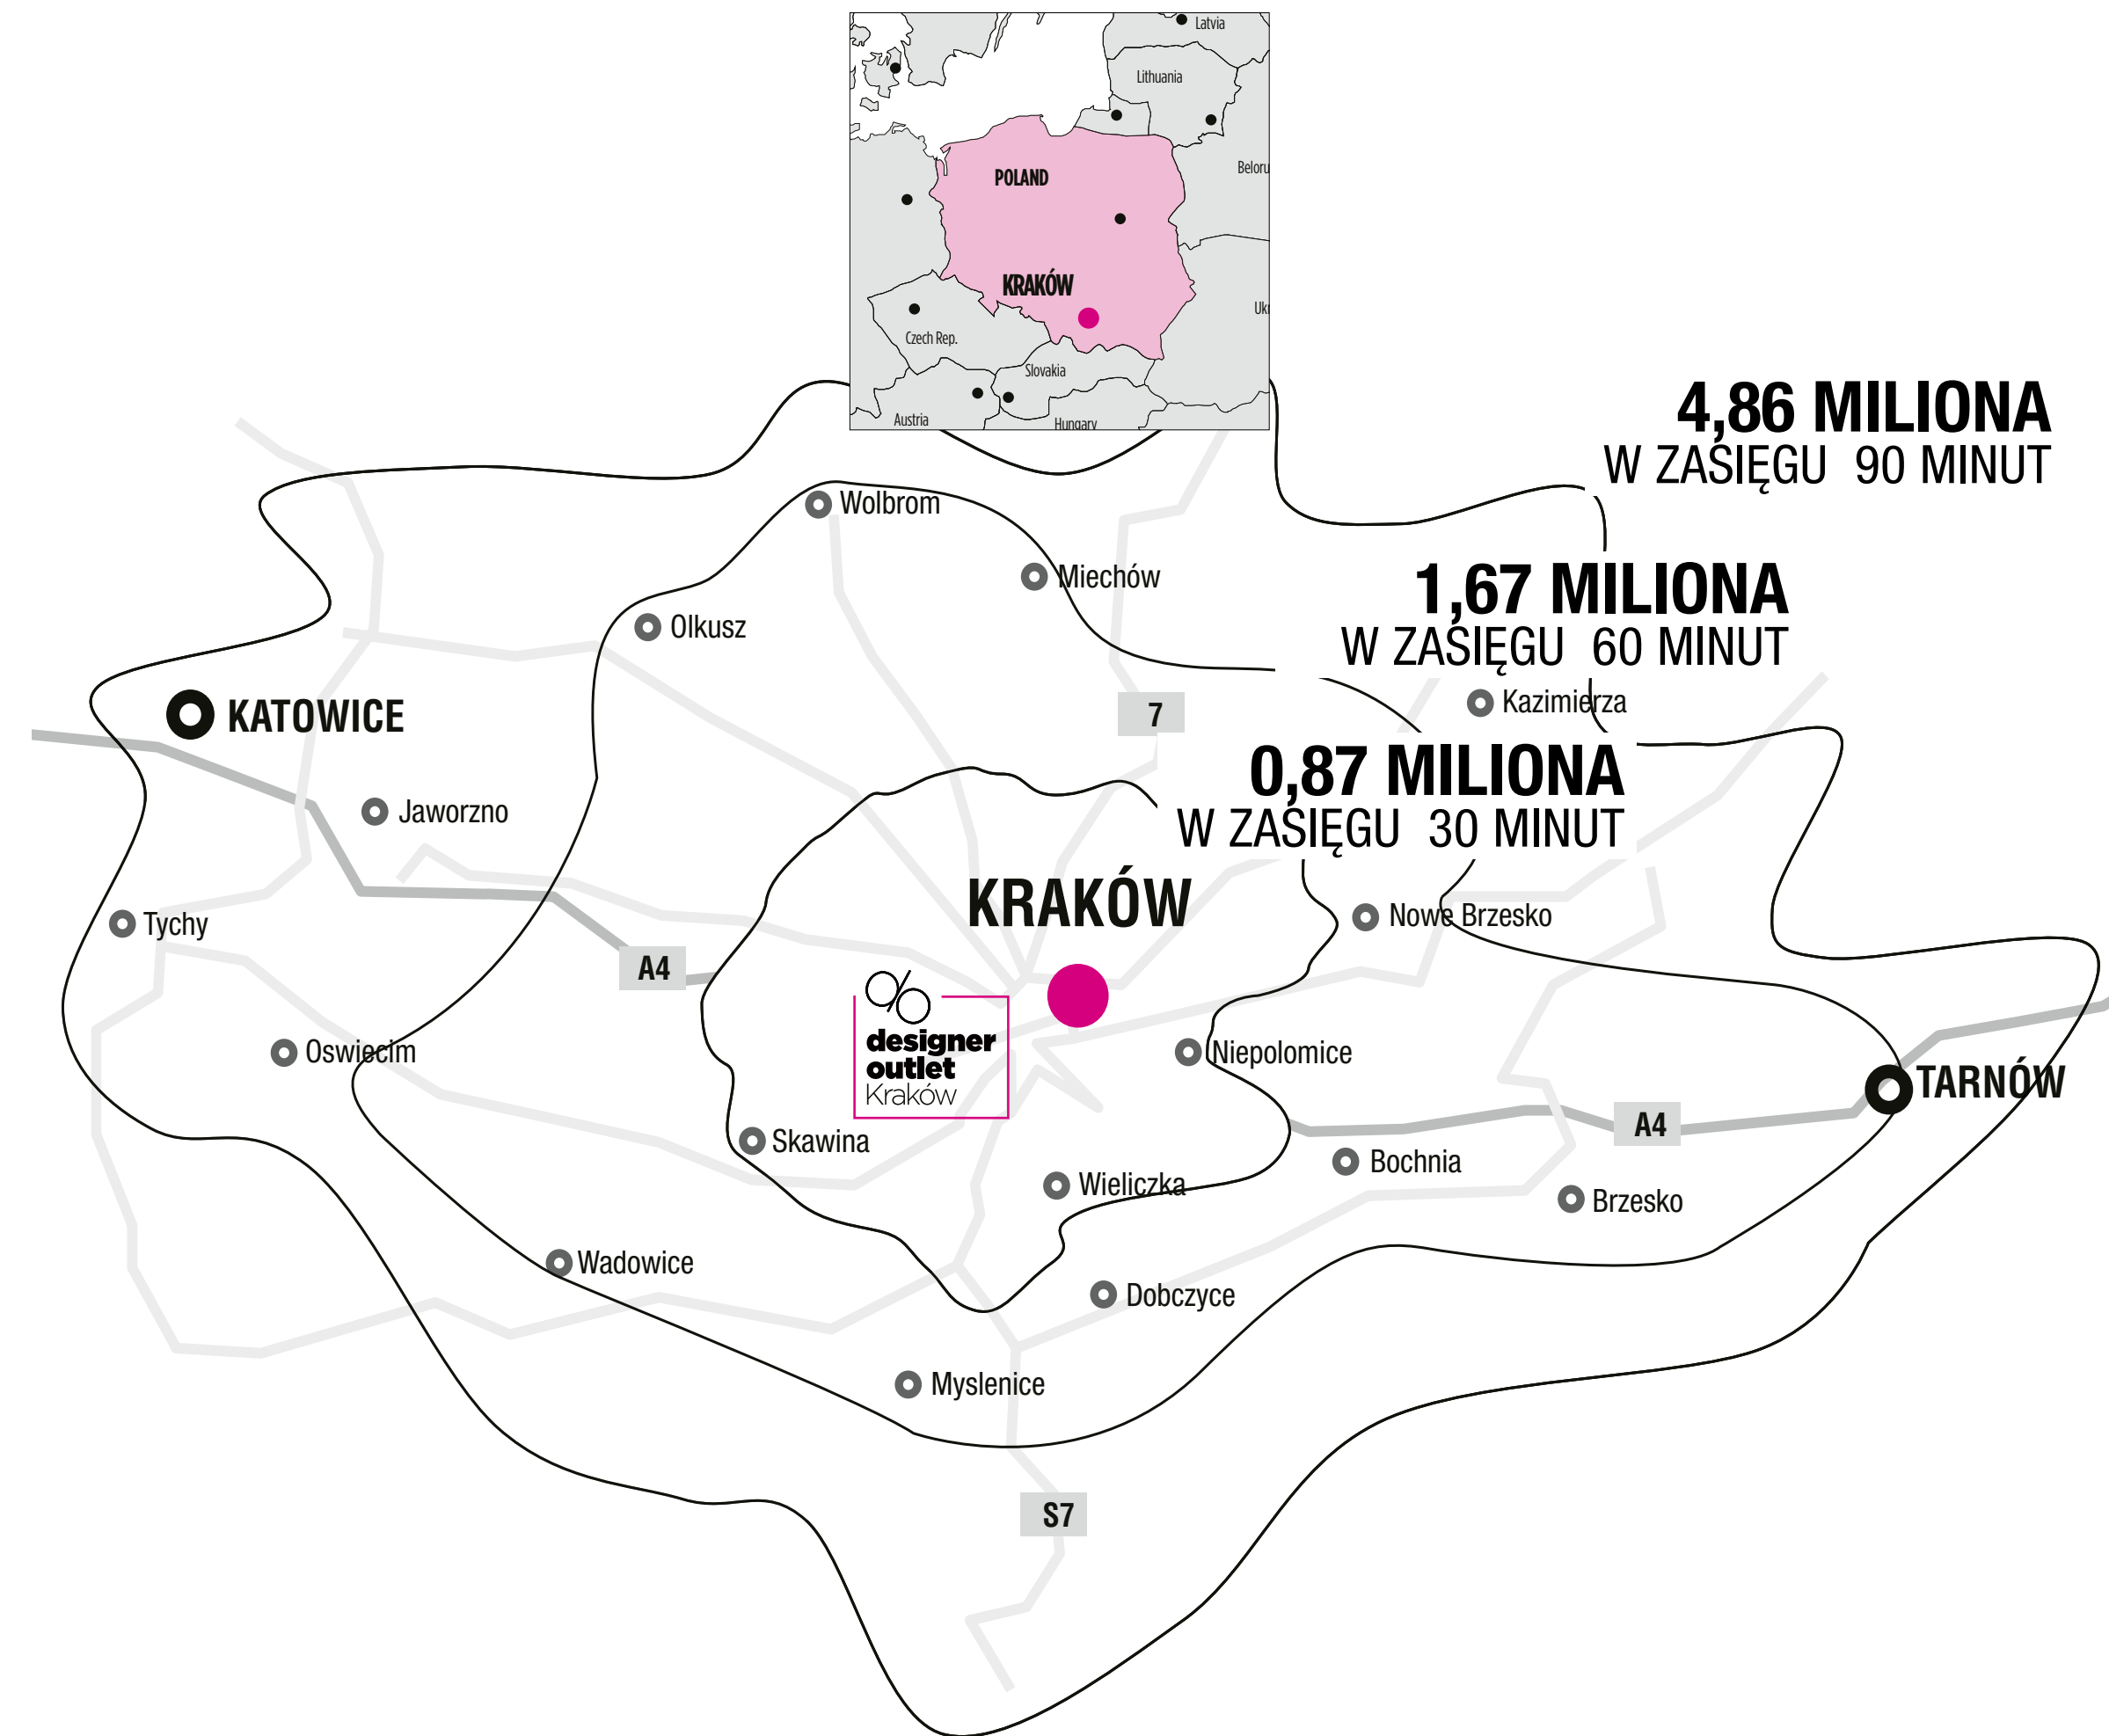 Latvia
Lithuania
Beloru
POLAND
KRAKÓW
Ukr
Czech Rep.
Slovakia
Austria
Hungary
4,86 MILIONA
W ZASIĘGU 90 MINUT
Wolbrom
Miechów
1,67 MILIONA
W ZASIĘGU 60 MINUT
Olkusz
Kazimierza
KATOWICE
7
0,87 MILIONA
W ZASIĘGU 30 MINUT
Jaworzno
KRAKÓW
Nowe Brzesko
Tychy
A4
designer
outlet
Kraków
Oswiecim
Niepolomice
TARNÓW
A4
Skawina
Bochnia
Wieliczka
Brzesko
Wadowice
Dobczyce
Myslenice
S7